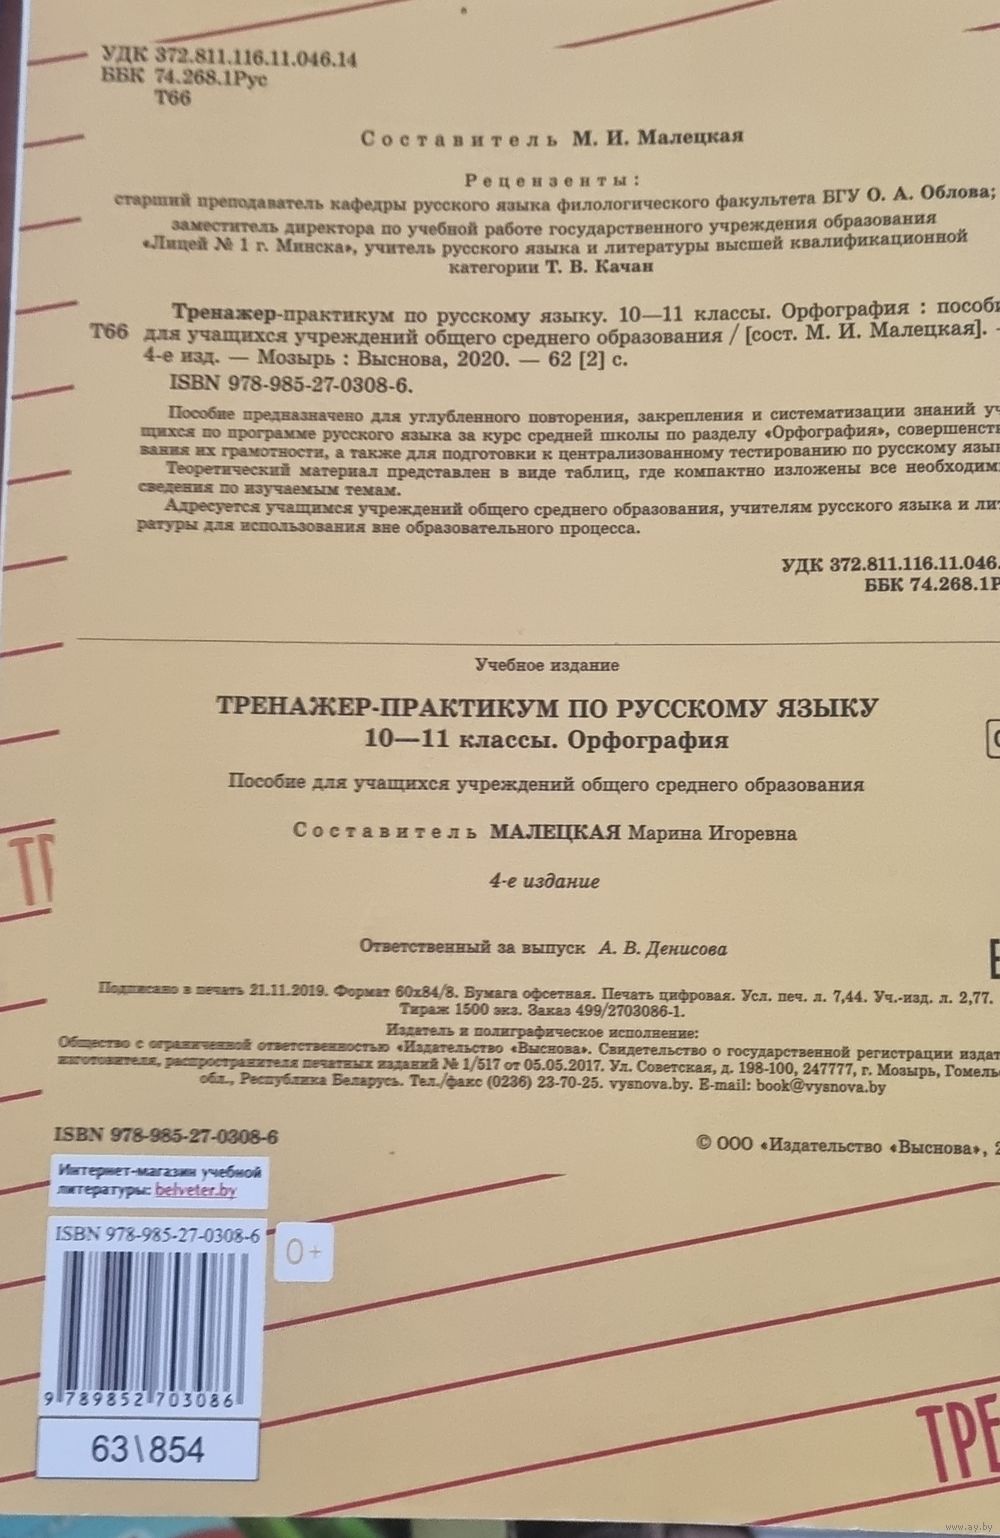 УДК 372.811.116.11.046.14
ББК 74.268.1Рус
Т66
Составитель М. И. Малецкая
Рецензенты:
старший преподаватель кафедры русского языка филологического факультета БГУ О. А. Облова;
заместитель директора по учебной работе государственного учреждения образования
«Лицей № 1 г. Минска», учитель русского языка и литературы высшей квалификационной
категории Т. В. Качан
Тренажер-практикум по русскому языку. 10—11 классы. Орфография : пособи
Т66 для учащихся учреждений общего среднего образования / [сост. М. И. Малецкая]. -
4-е изд. — Мозырь : Выснова, 2020. — 62 [2] с.
ISBN 978-985-27-0308-6.
Пособие предназначено для углубленного повторения, закрепления и систематизации знаний уч
щихся по программе русского языка за курс средней школы по разделу «Орфография», совершенст
вания их грамотности, а также для подготовки к централизованному тестированию по русскому язык
Теоретический материал представлен в виде таблиц, где компактно изложены все необходим
сведения по изучаемым темам.
Адресуется учащимся учреждений общего среднего образования, учителям русского языка и лит
ратуры для использования вне образовательного процесса.
УДК 372.811.116.11.046.
ББК 74.268.1Р
Учебное издание
ТРЕНАЖЕР-ПРАКТИКУМ ПО РУССКОМУ ЯЗЫКУ
10—11 классы. Орфография
Пособие для учащихся учреждений общего среднего образования
Составитель МАЛЕЦКАЯ Марина Игоревна
4-е издание
Ответственный за выпуск А. В. Денисова
Подписано в печать 21.11.2019. Формат 60х84/8. Бумага офсетная. Печать цифровая. Усл. печ. л. 7,44. Уч.-изд. л. 2,77.
Тираж 1500 экз. Заказ 499/2703086-1.
Издатель и полиграфическое исполнение:
Общество с ограниченной ответственностью «Издательство «Выснова». Свидетельство о государственной регистрации издат
изготовителя, распространителя печатных изданий № 1/517 от 05.05.2017. Ул. Советская, д. 198-100, 247777, г. Мозырь, Гомельс
обл., Республика Беларусь. Тел./факс (0236) 23-70-25. vysnova.by. E-mail: book@vysnova.by
ISBN 978-985-27-0308-6
© ООО «Издательство «Выснова», 2
Интернет-магазин учебной
литературы: belveter.by
ISBN 978-985-27-0308-6
0+
9 789852 703086
63\854
ТРЕ
www.ay.by